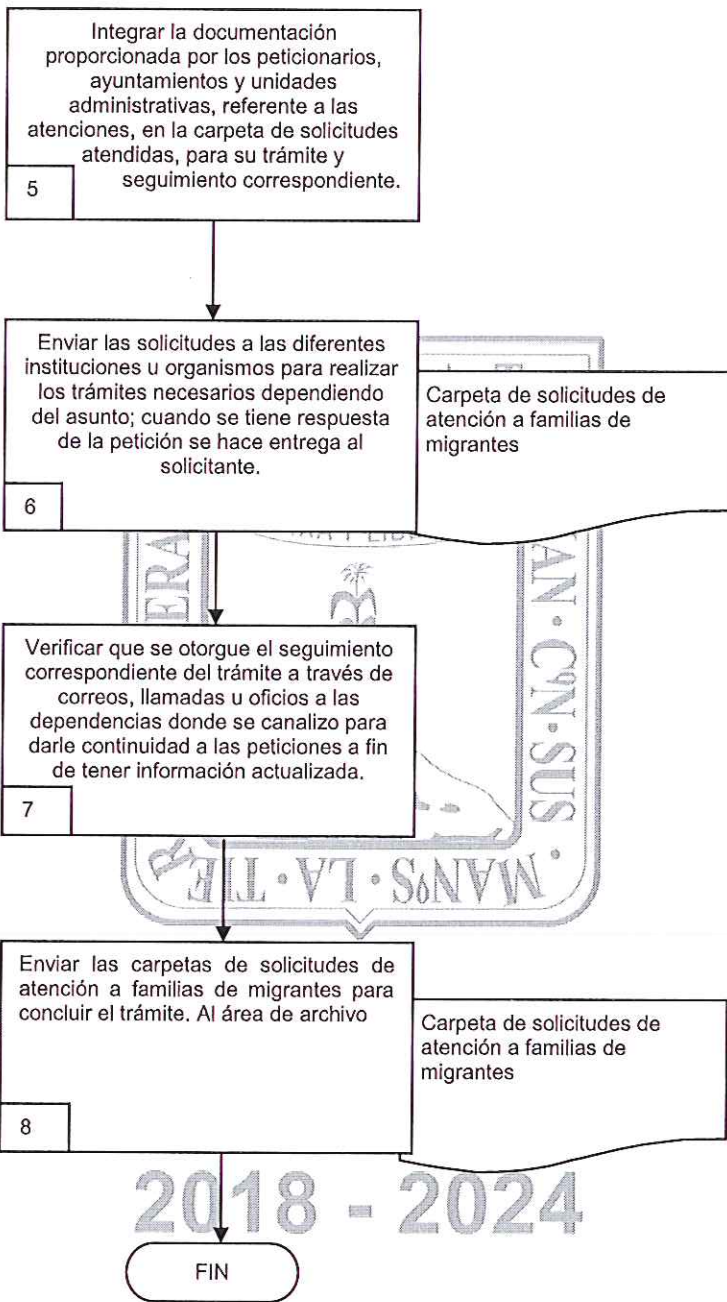 Integrar la documentación
proporcionada por los peticionarios,
ayuntamientos y unidades
administrativas, referente a las
atenciones, en la carpeta de solicitudes
atendidas, para su trámite y
seguimiento correspondiente.
5
Enviar las solicitudes a las diferentes
instituciones u organismos para realizar
los trámites necesarios dependiendo
del asunto; cuando se tiene respuesta
de la petición se hace entrega al
solicitante.
6
Carpeta de solicitudes de
atención a familias de
migrantes
Verificar que se otorgue el seguimiento
correspondiente del trámite a través de
correos, llamadas u oficios a las
dependencias donde se canalizo para
darle continuidad a las peticiones a fin
de tener información actualizada.
7
CºN·SUS
·MANºS·LA·TIE
Enviar las carpetas de solicitudes de
atención a familias de migrantes para
concluir el trámite. Al área de archivo
8
Carpeta de solicitudes de
atención a familias de
migrantes
2018 - 2024
FIN